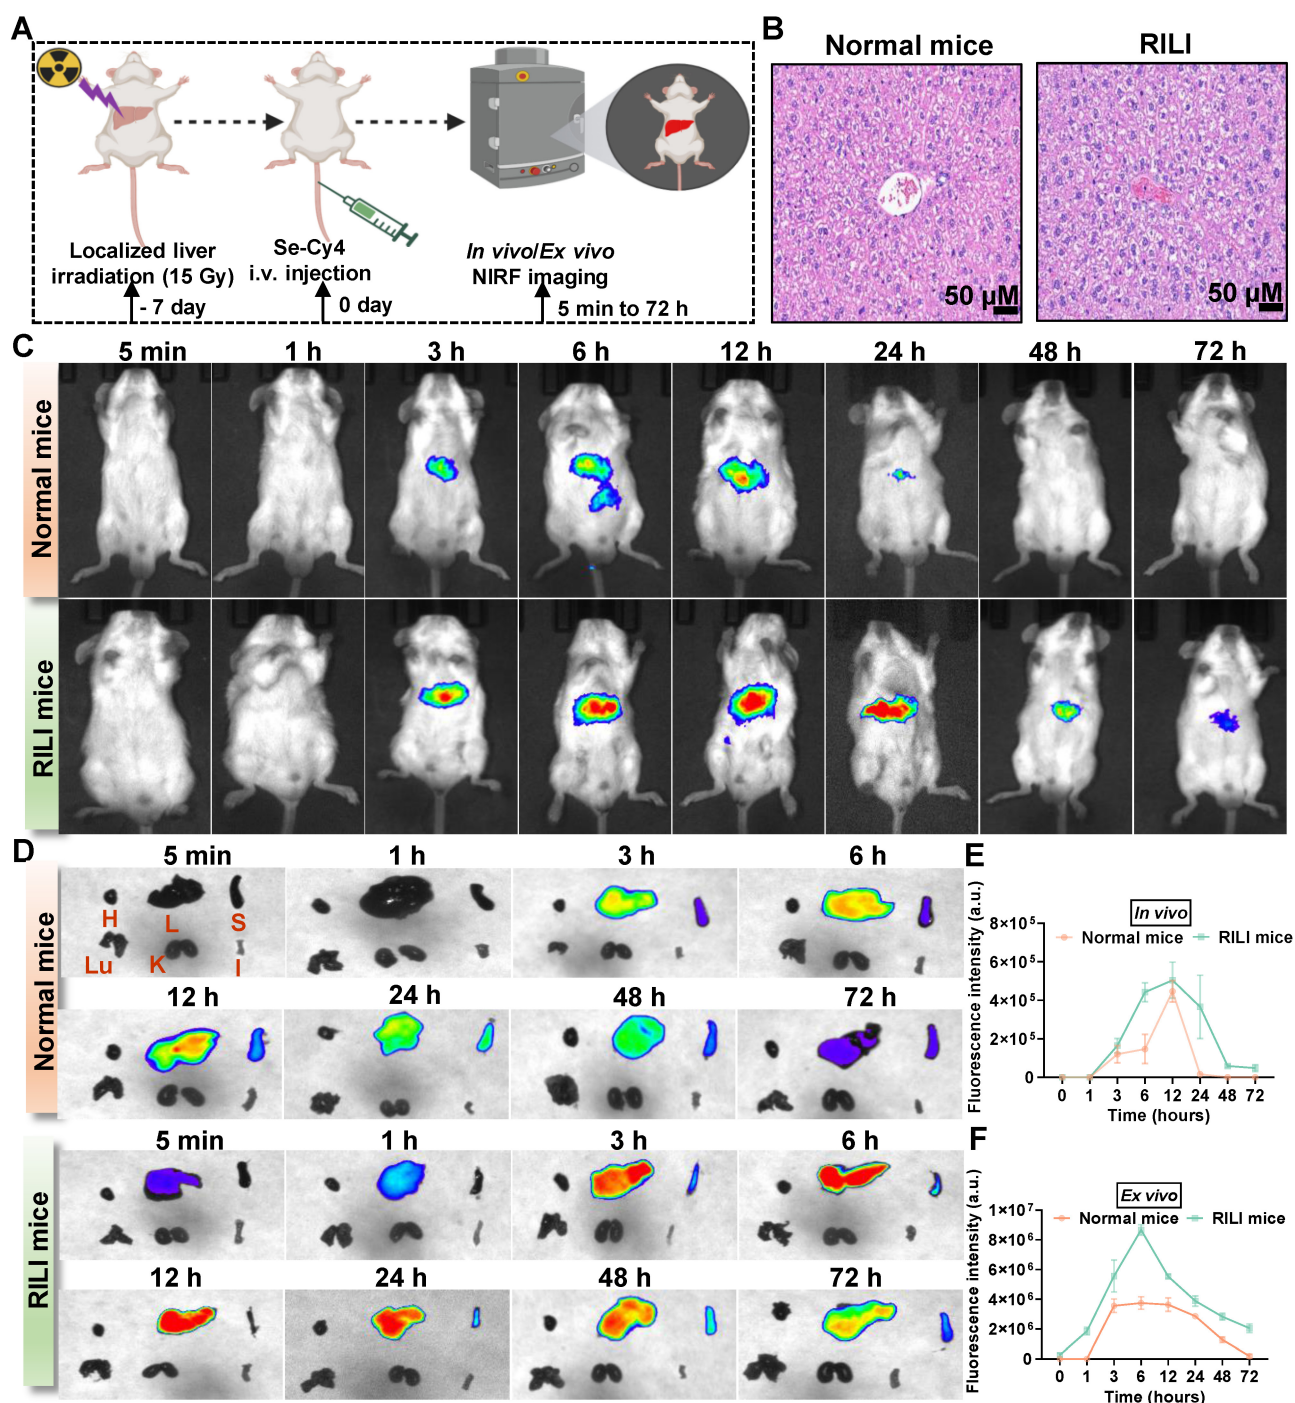 A
Localized liver
irradiation (15 Gy)
- 7 day
Se-Cy4
i.v. injection
0 day
In vivo/Ex vivo
NIRF imaging
5 min to 72 h
B
Normal mice
RILI
50 μM
50 μM
C
5 min 1 h 3 h 6 h 12 h 24 h 48 h 72 h
Normal mice
RILI mice
D
Normal mice
5 min 1 h 3 h 6 h
H L S
Lu K I
12 h 24 h 48 h 72 h
RILI mice
5 min 1 h 3 h 6 h
12 h 24 h 48 h 72 h
E
Fluorescence intensity (a.u.)
In vivo
Normal mice RILI mice
8×10⁵
6×10⁵
4×10⁵
2×10⁵
0
0 1 3 6 12 24 48 72
Time (hours)
F
Fluorescence intensity (a.u.)
Ex vivo
Normal mice RILI mice
1×10⁷
8×10⁶
6×10⁶
4×10⁶
2×10⁶
0
0 1 3 6 12 24 48 72
Time (hours)